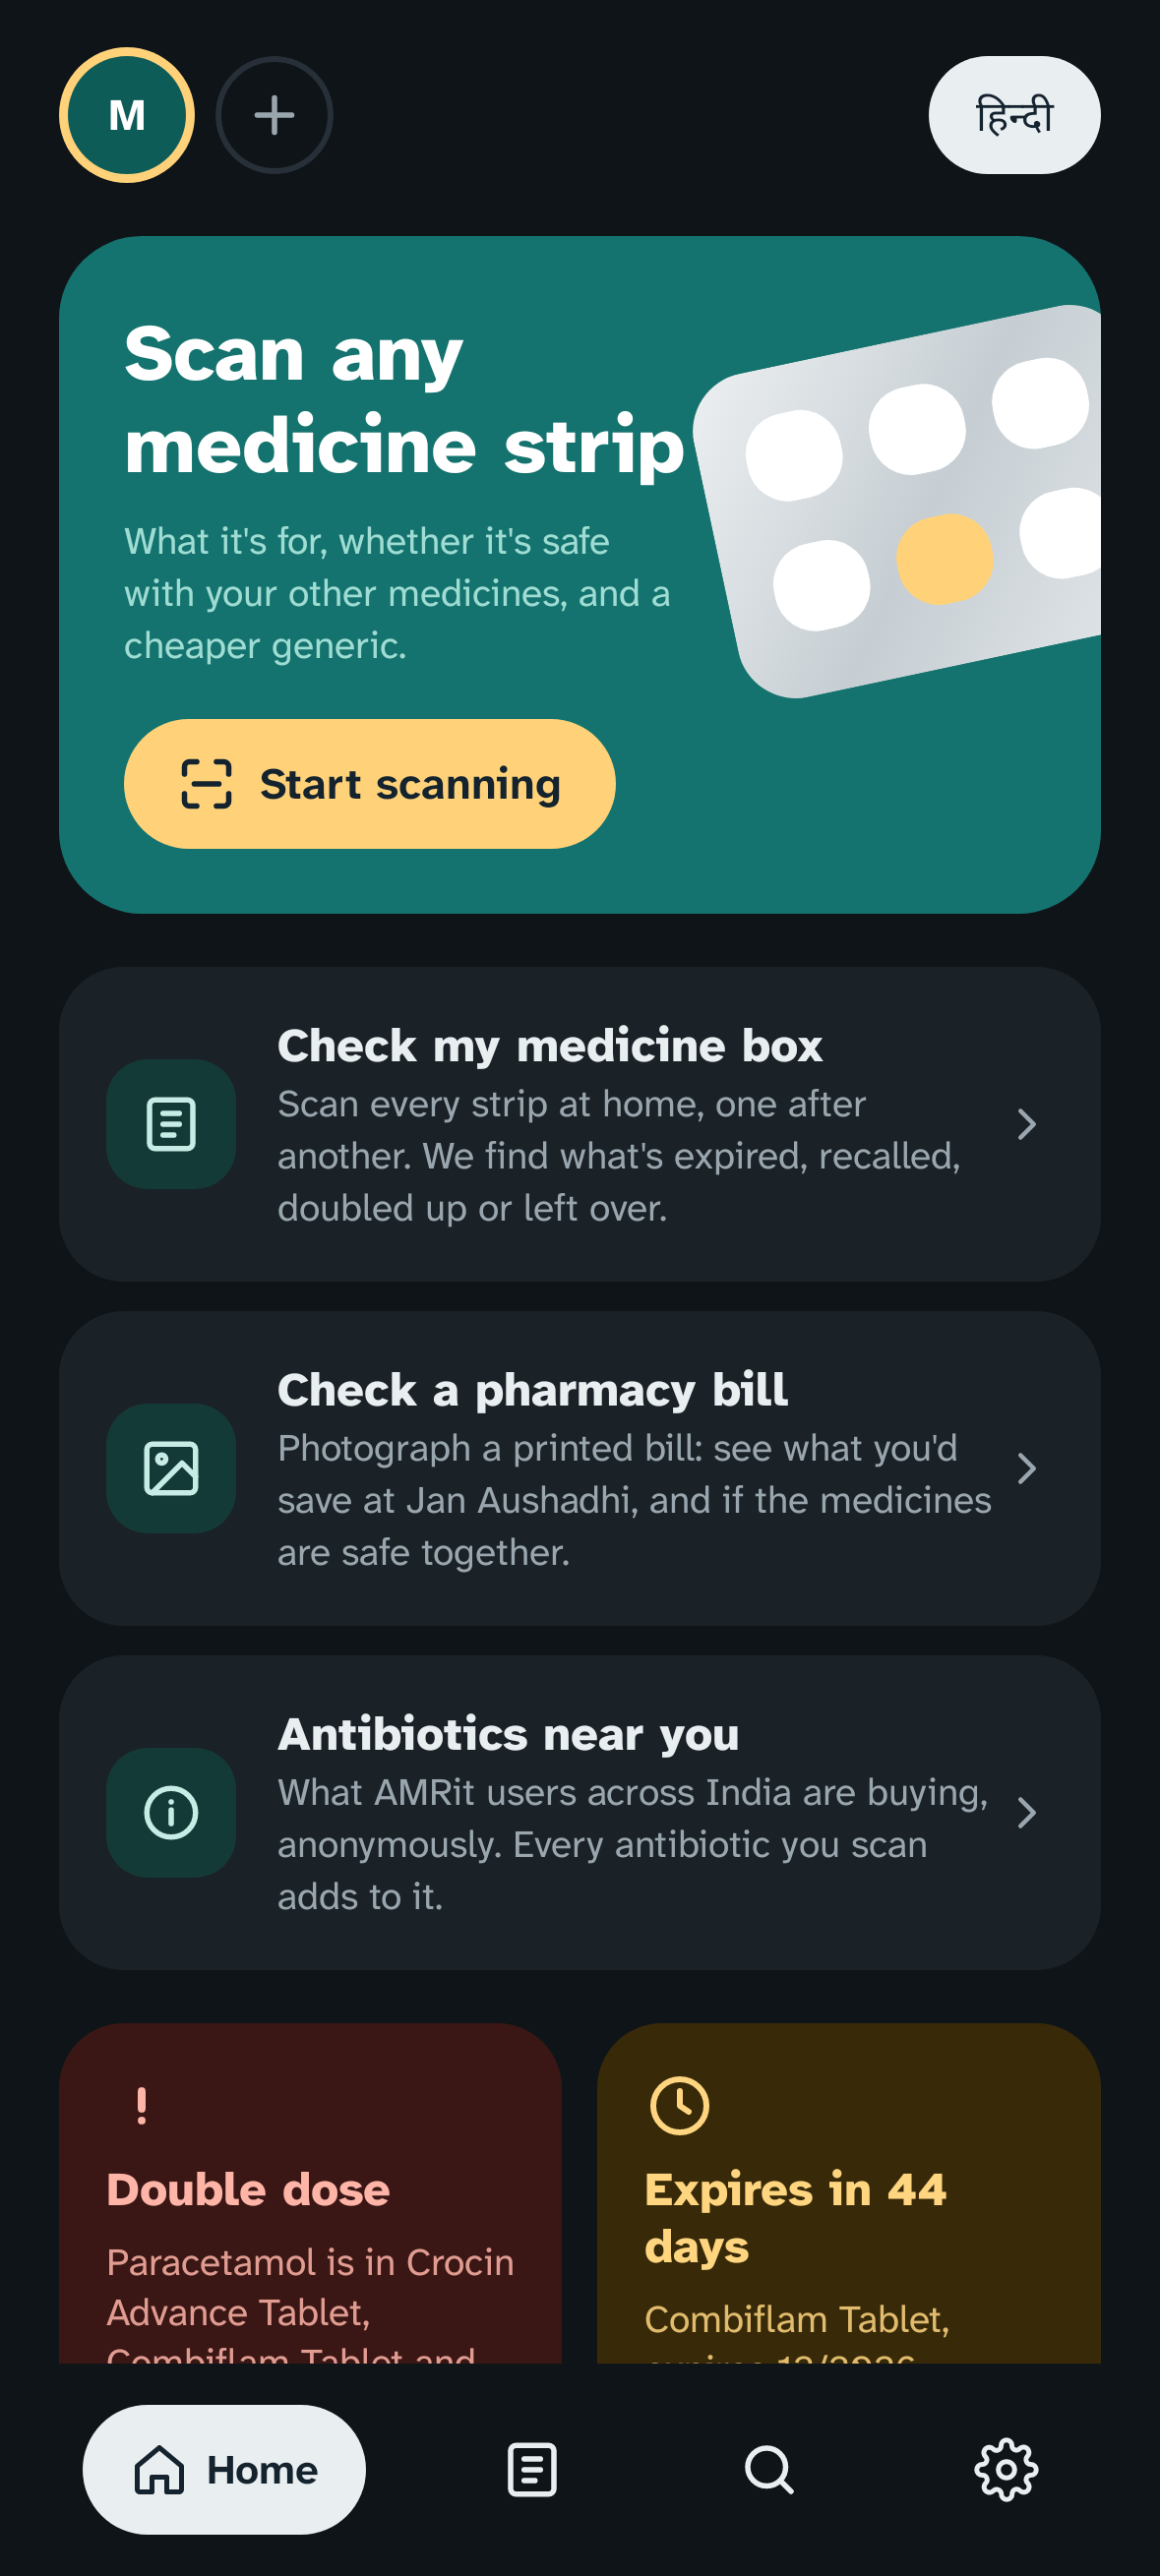 M
हिन्दी
Scan any
medicine strip
What it's for, whether it's safe
with your other medicines, and a
cheaper generic.
Start scanning
Check my medicine box
Scan every strip at home, one after
another. We find what's expired, recalled,
doubled up or left over.
Check a pharmacy bill
Photograph a printed bill: see what you'd
save at Jan Aushadhi, and if the medicines
are safe together.
Antibiotics near you
What AMRit users across India are buying,
anonymously. Every antibiotic you scan
adds to it.
Double dose
Paracetamol is in Crocin
Advance Tablet,
Combiflam Tablet and
Expires in 44
days
Combiflam Tablet,
Home